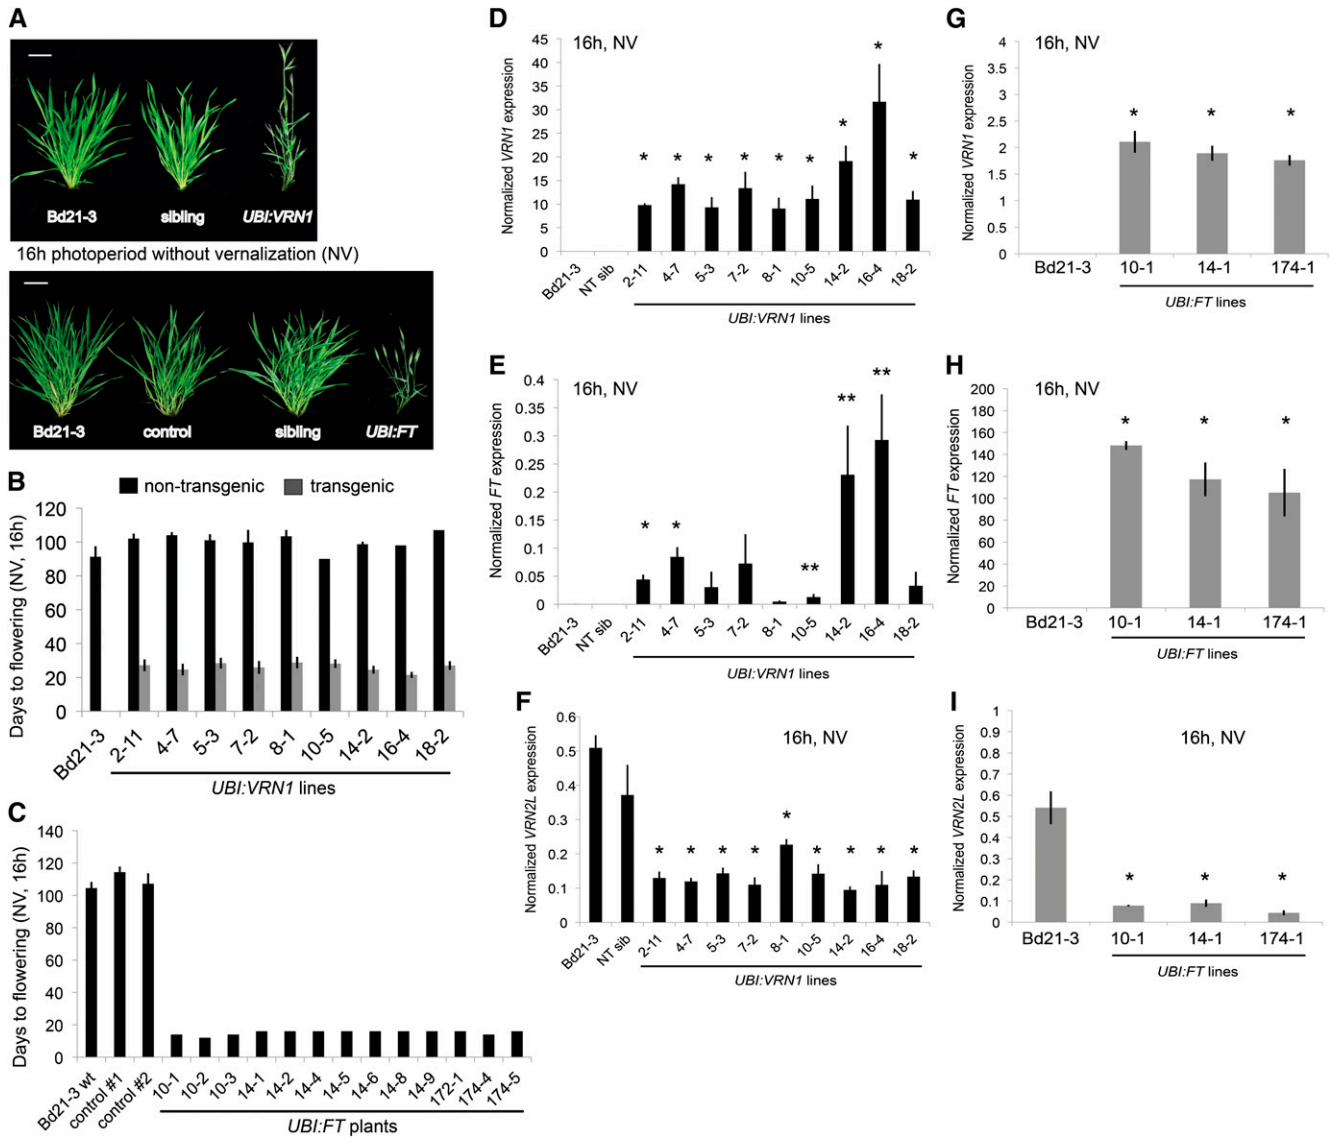 A
Bd21-3 sibling UBI:VRN1
16h photoperiod without vernalization (NV)
Bd21-3 control sibling UBI:FT
B
non-transgenic transgenic
Days to flowering (NV, 16h)
120
100
80
60
40
20
0
Bd21-3 2-11 4-7 5-3 7-2 8-1 10-5 14-2 16-4 18-2
UBI:VRN1 lines
C
Days to flowering (NV, 16h)
140
120
100
80
60
40
20
0
Bd21-3 wt control #1 control #2 10-1 10-2 10-3 14-1 14-2 14-4 14-5 14-6 14-8 14-9 172-1 174-4 174-5
UBI:FT plants
D
16h, NV
Normalized VRN1 expression
45
40
35
30
25
20
15
10
5
0
* * * * * * * * *
Bd21-3 NT sib 2-11 4-7 5-3 7-2 8-1 10-5 14-2 16-4 18-2
UBI:VRN1 lines
E
16h, NV
Normalized FT expression
0.4
0.35
0.3
0.25
0.2
0.15
0.1
0.05
0
* * ** ** **
Bd21-3 NT sib 2-11 4-7 5-3 7-2 8-1 10-5 14-2 16-4 18-2
UBI:VRN1 lines
F
16h, NV
Normalized VRN2L expression
0.6
0.5
0.4
0.3
0.2
0.1
0
* * * * * * * * *
Bd21-3 NT sib 2-11 4-7 5-3 7-2 8-1 10-5 14-2 16-4 18-2
UBI:VRN1 lines
G
16h, NV
Normalized VRN1 expression
4
3.5
3
2.5
2
1.5
1
0.5
0
* * *
Bd21-3 10-1 14-1 174-1
UBI:FT lines
H
16h, NV
Normalized FT expression
200
180
160
140
120
100
80
60
40
20
0
* * *
Bd21-3 10-1 14-1 174-1
UBI:FT lines
I
16h, NV
Normalized VRN2L expression
1
0.9
0.8
0.7
0.6
0.5
0.4
0.3
0.2
0.1
0
* * *
Bd21-3 10-1 14-1 174-1
UBI:FT lines